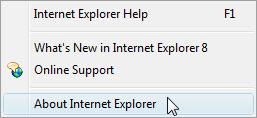 Internet Explorer Help F1
What's New in Internet Explorer 8
Online Support
About Internet Explorer